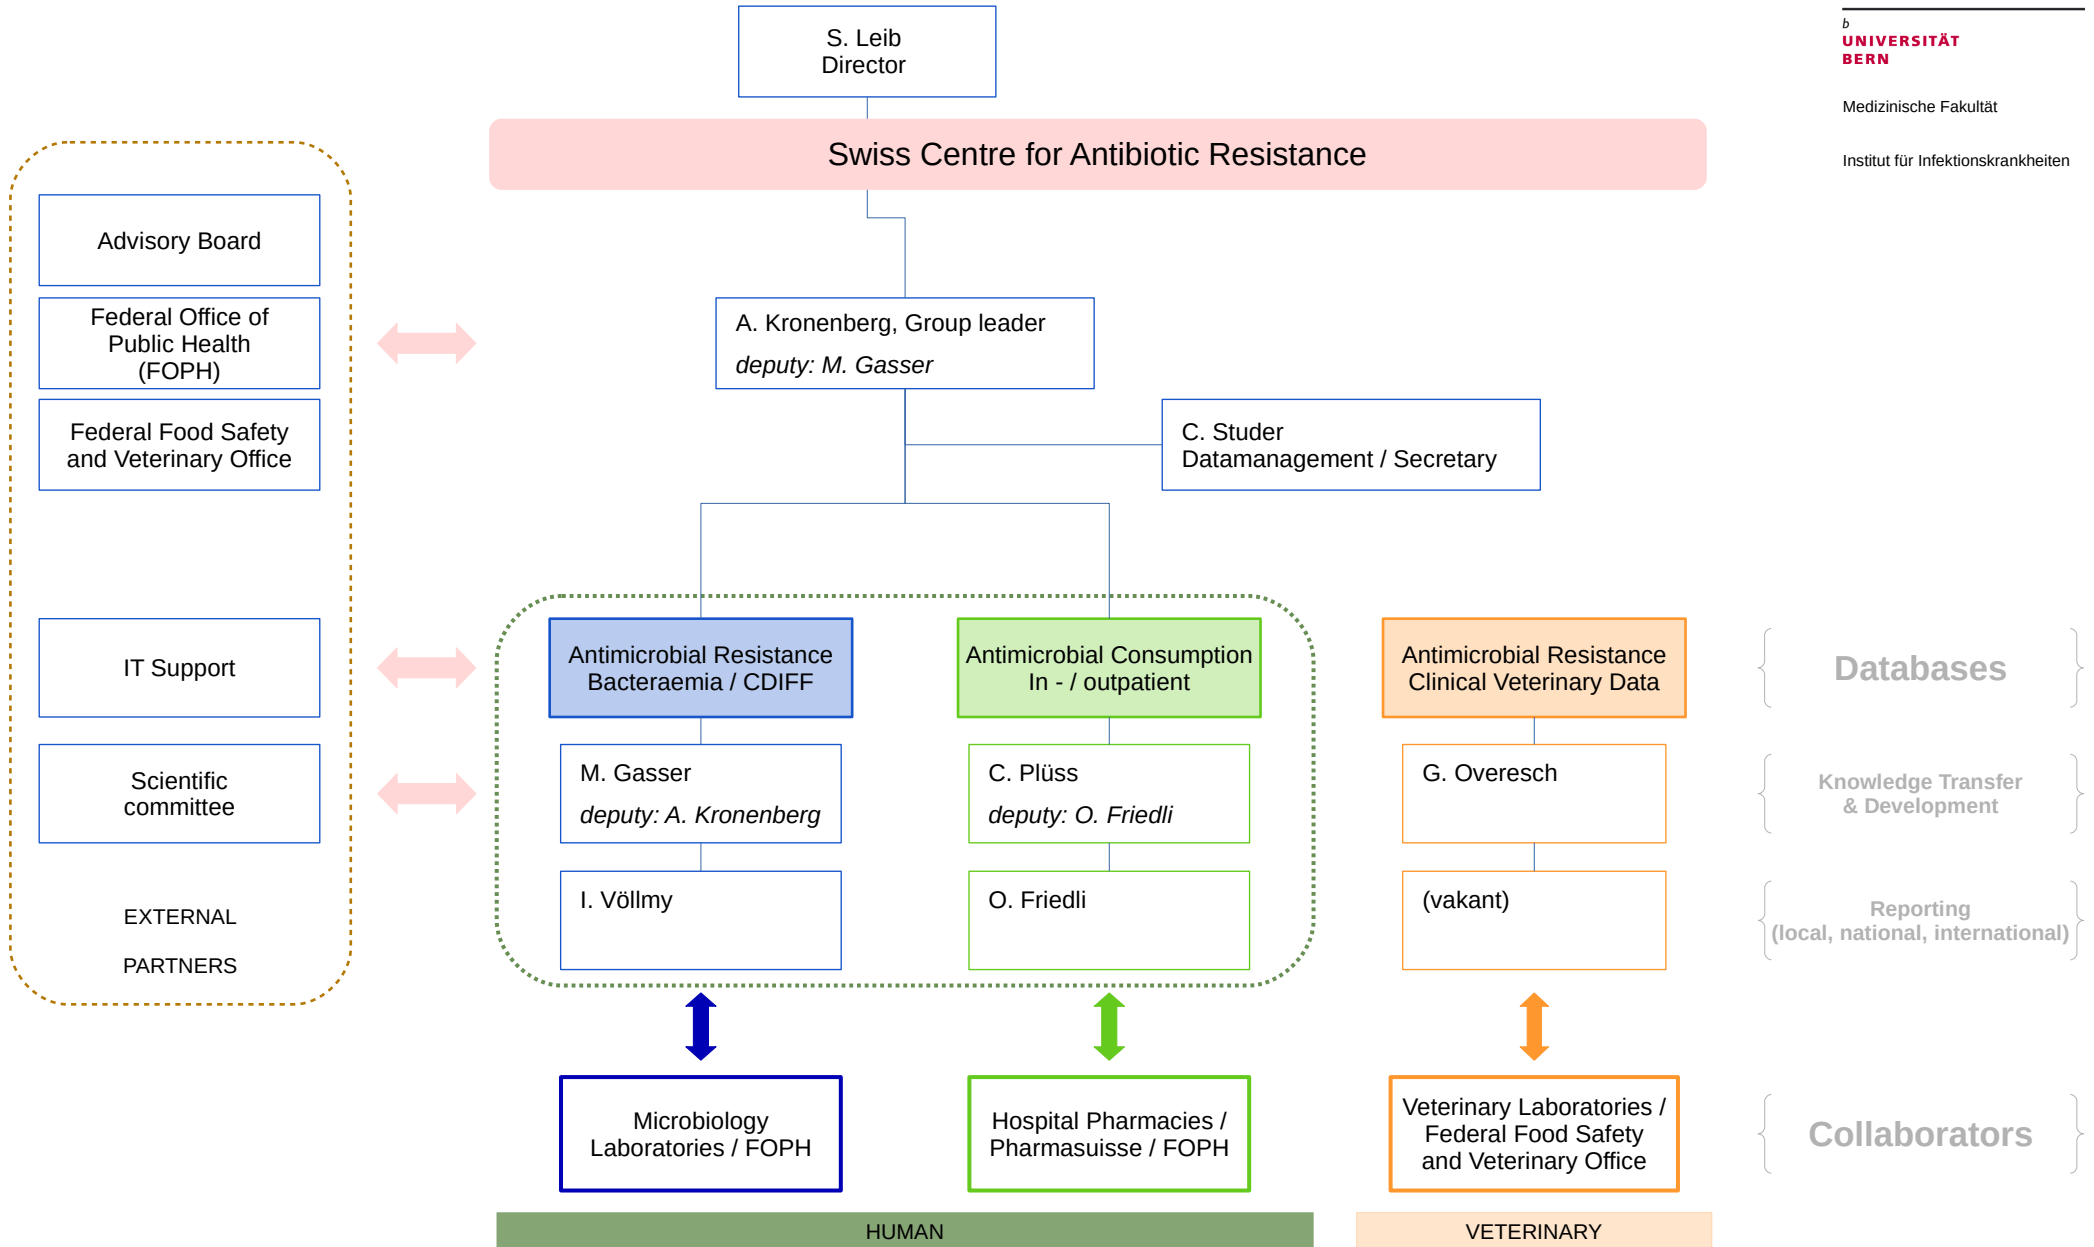 S. Leib
Director
b
UNIVERSITÄT
BERN
Medizinische Fakultät
Institut für Infektionskrankheiten
Swiss Centre for Antibiotic Resistance
Advisory Board
Federal Office of
Public Health
(FOPH)
Federal Food Safety
and Veterinary Office
A. Kronenberg, Group leader
deputy: M. Gasser
C. Studer
Datamanagement / Secretary
IT Support
Scientific
committee
EXTERNAL
PARTNERS
Antimicrobial Resistance
Bacteraemia / CDIFF
M. Gasser
deputy: A. Kronenberg
I. Völlmy
Microbiology
Laboratories / FOPH
Antimicrobial Consumption
In - / outpatient
C. Plüss
deputy: O. Friedli
O. Friedli
Hospital Pharmacies /
Pharmasuisse / FOPH
Antimicrobial Resistance
Clinical Veterinary Data
G. Overesch
(vakant)
Veterinary Laboratories /
Federal Food Safety
and Veterinary Office
Databases
Knowledge Transfer
& Development
Reporting
(local, national, international)
Collaborators
HUMAN
VETERINARY